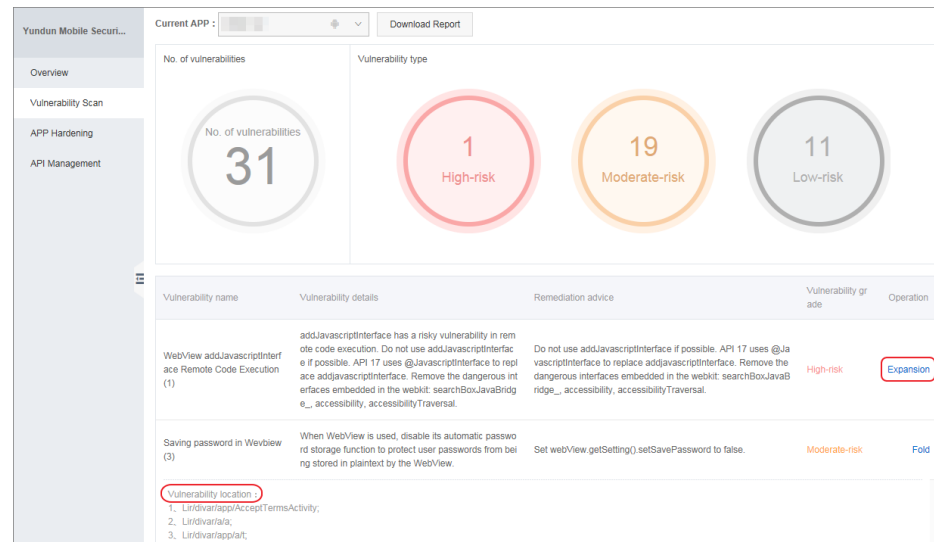 Yundun Mobile Securi...
Current APP :
Download Report
Overview
Vulnerability Scan
APP Hardening
API Management
No. of vulnerabilities
Vulnerability type
No. of vulnerabilities
31
1
High-risk
19
Moderate-risk
11
Low-risk
Vulnerability name
Vulnerability details
Remediation advice
Vulnerability gr
ade
Operation
WebView addJavascriptInterf
ace Remote Code Execution
(1)
addJavascriptInterface has a risky vulnerability in rem
ote code execution. Do not use addJavascriptInterfac
e if possible. API 17 uses @JavascriptInterface to repl
ace addjavascriptInterface. Remove the dangerous int
erfaces embedded in the webkit: searchBoxJavaBridg
e_, accessibility, accessibilityTraversal.
Do not use addJavascriptInterface if possible. API 17 uses @Ja
vascriptInterface to replace addjavascriptInterface. Remove the
dangerous interfaces embedded in the webkit: searchBoxJavaB
ridge_, accessibility, accessibilityTraversal.
High-risk
Expansion
Saving password in Wevbiew
(3)
When WebView is used, disable its automatic passwo
rd storage function to protect user passwords from bei
ng stored in plaintext by the WebView.
Set webView.getSetting().setSavePassword to false.
Moderate-risk
Fold
Vulnerability location :
1、Lir/divar/app/AcceptTermsActivity;
2、Lir/divar/a/a;
3、Lir/divar/app/a/t;